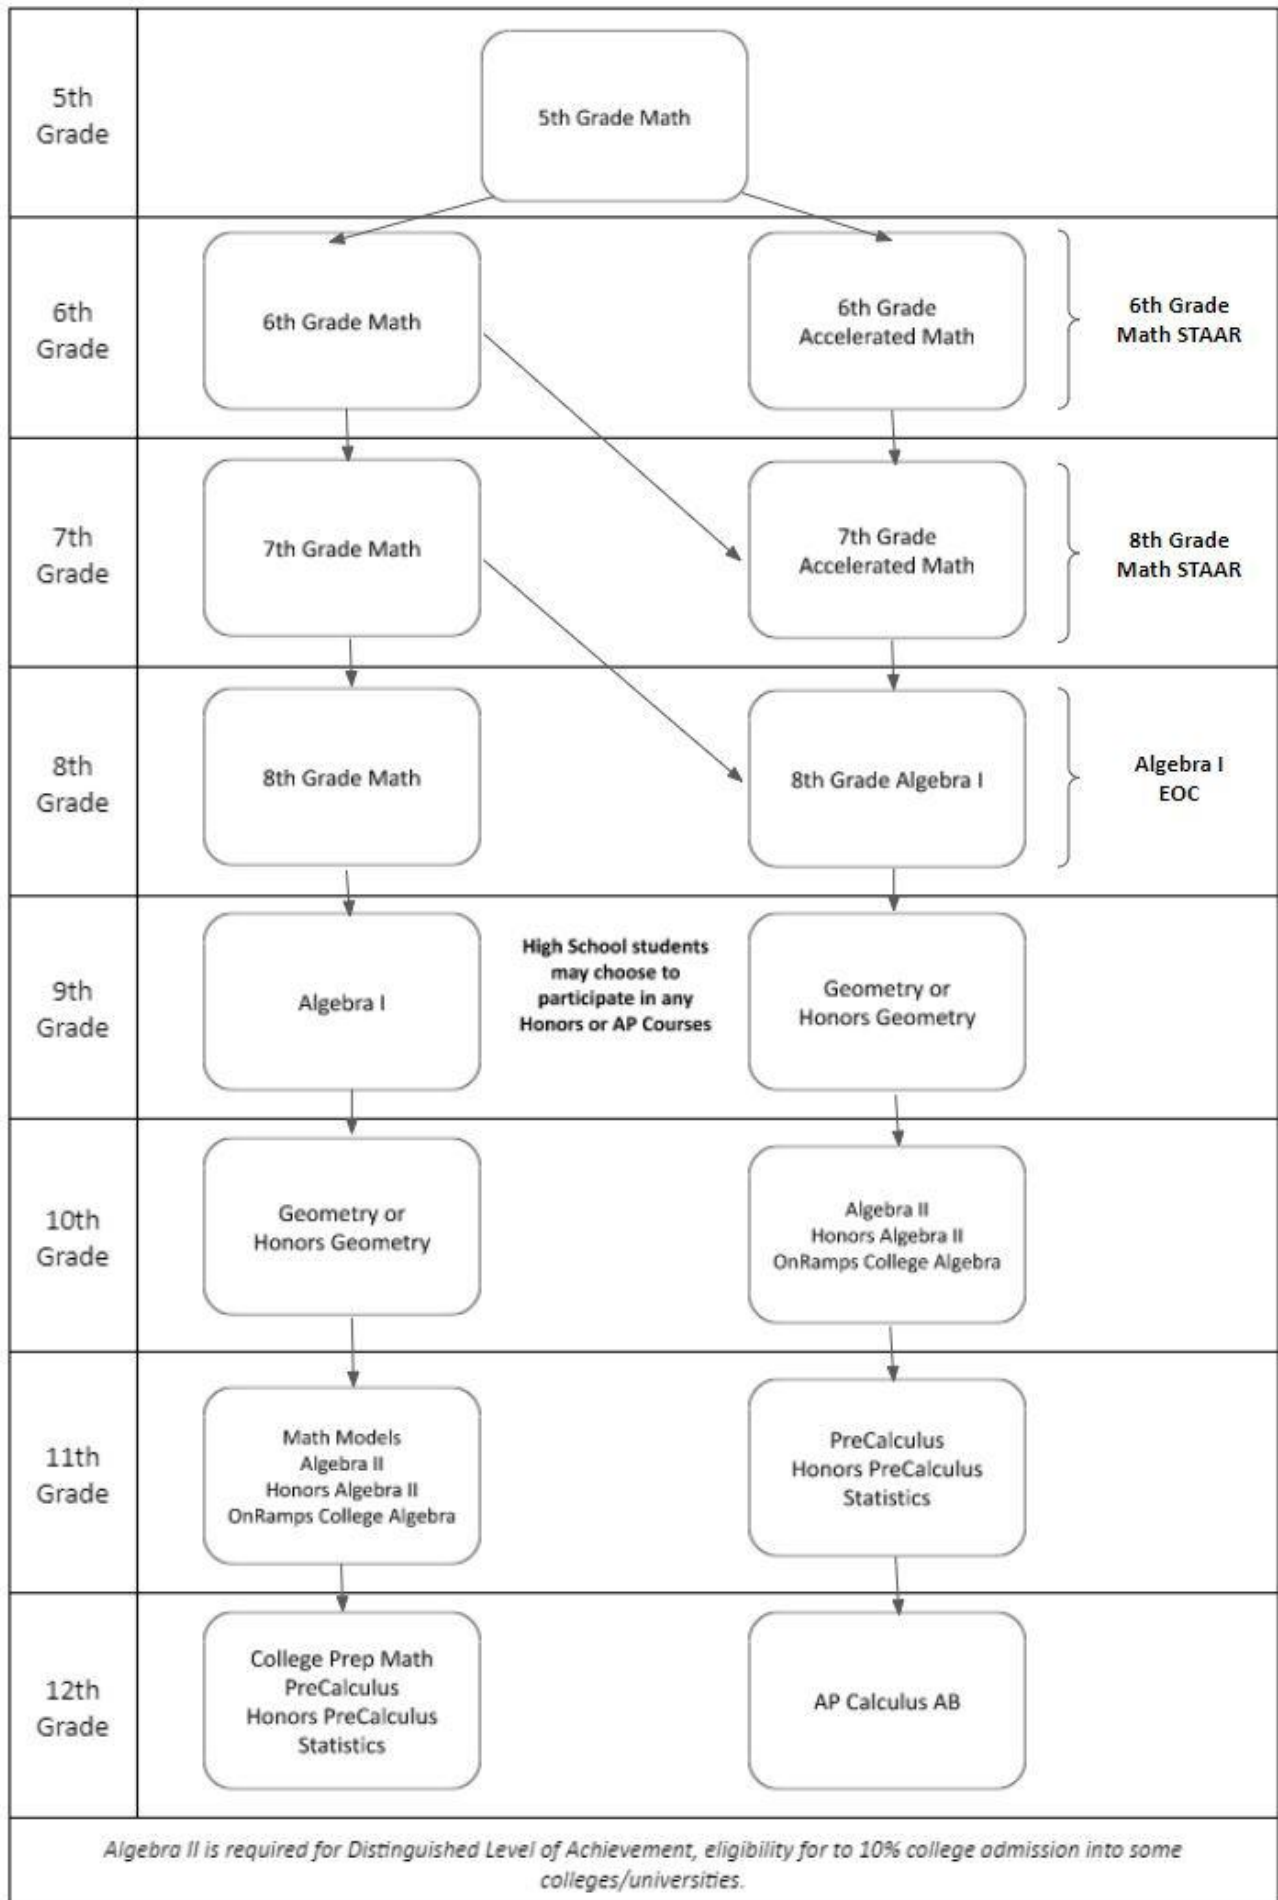 5th
Grade
5th Grade Math
6th
Grade
6th Grade Math
6th Grade
Accelerated Math
6th Grade
Math STAAR
7th
Grade
7th Grade Math
7th Grade
Accelerated Math
8th Grade
Math STAAR
8th
Grade
8th Grade Math
8th Grade Algebra I
Algebra I
EOC
9th
Grade
Algebra I
High School students
may choose to
participate in any
Honors or AP Courses
Geometry or
Honors Geometry
10th
Grade
Geometry or
Honors Geometry
Algebra II
Honors Algebra II
OnRamps College Algebra
11th
Grade
Math Models
Algebra II
Honors Algebra II
OnRamps College Algebra
PreCalculus
Honors PreCalculus
Statistics
12th
Grade
College Prep Math
PreCalculus
Honors PreCalculus
Statistics
AP Calculus AB
Algebra II is required for Distinguished Level of Achievement, eligibility for to 10% college admission into some
colleges/universities.